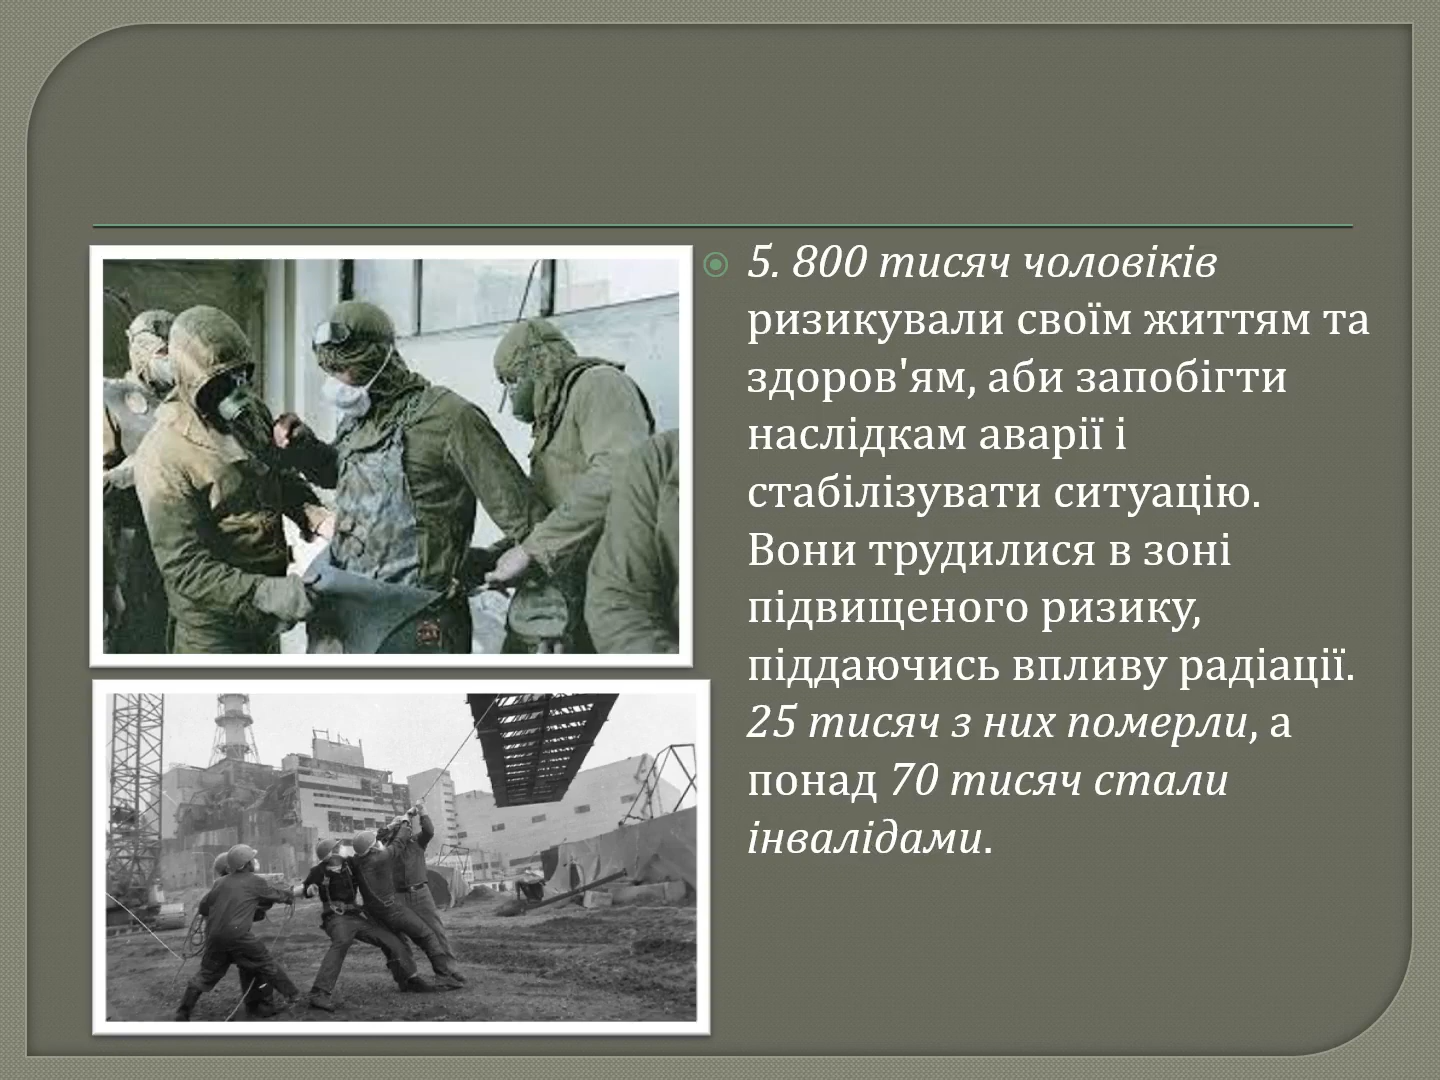 5. 800 тисяч чоловіків
ризикували своїм життям та
здоров'ям, аби запобігти
наслідкам аварії і
стабілізувати ситуацію.
Вони трудилися в зоні
підвищеного ризику,
піддаючись впливу радіації.
25 тисяч з них померли, а
понад 70 тисяч стали
інвалідами.